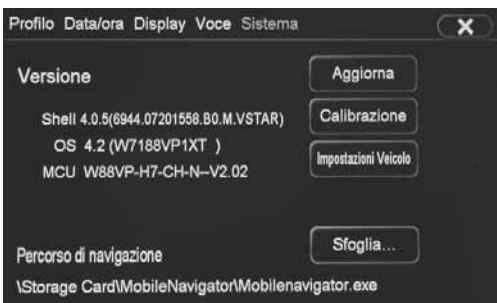 Profilo Data/ora Display Voce Sistema X
Versione
Aggiorna
Shell 4.0.5(6944.07201558.B0.M.VSTAR)
Calibrazione
OS 4.2 (W7188VP1XT )
MCU W88VP-H7-CH-N--V2.02
Impostazioni Veicolo
Percorso di navigazione
Sfoglia...
\Storage Card\MobileNavigator\Mobilenavigator.exe